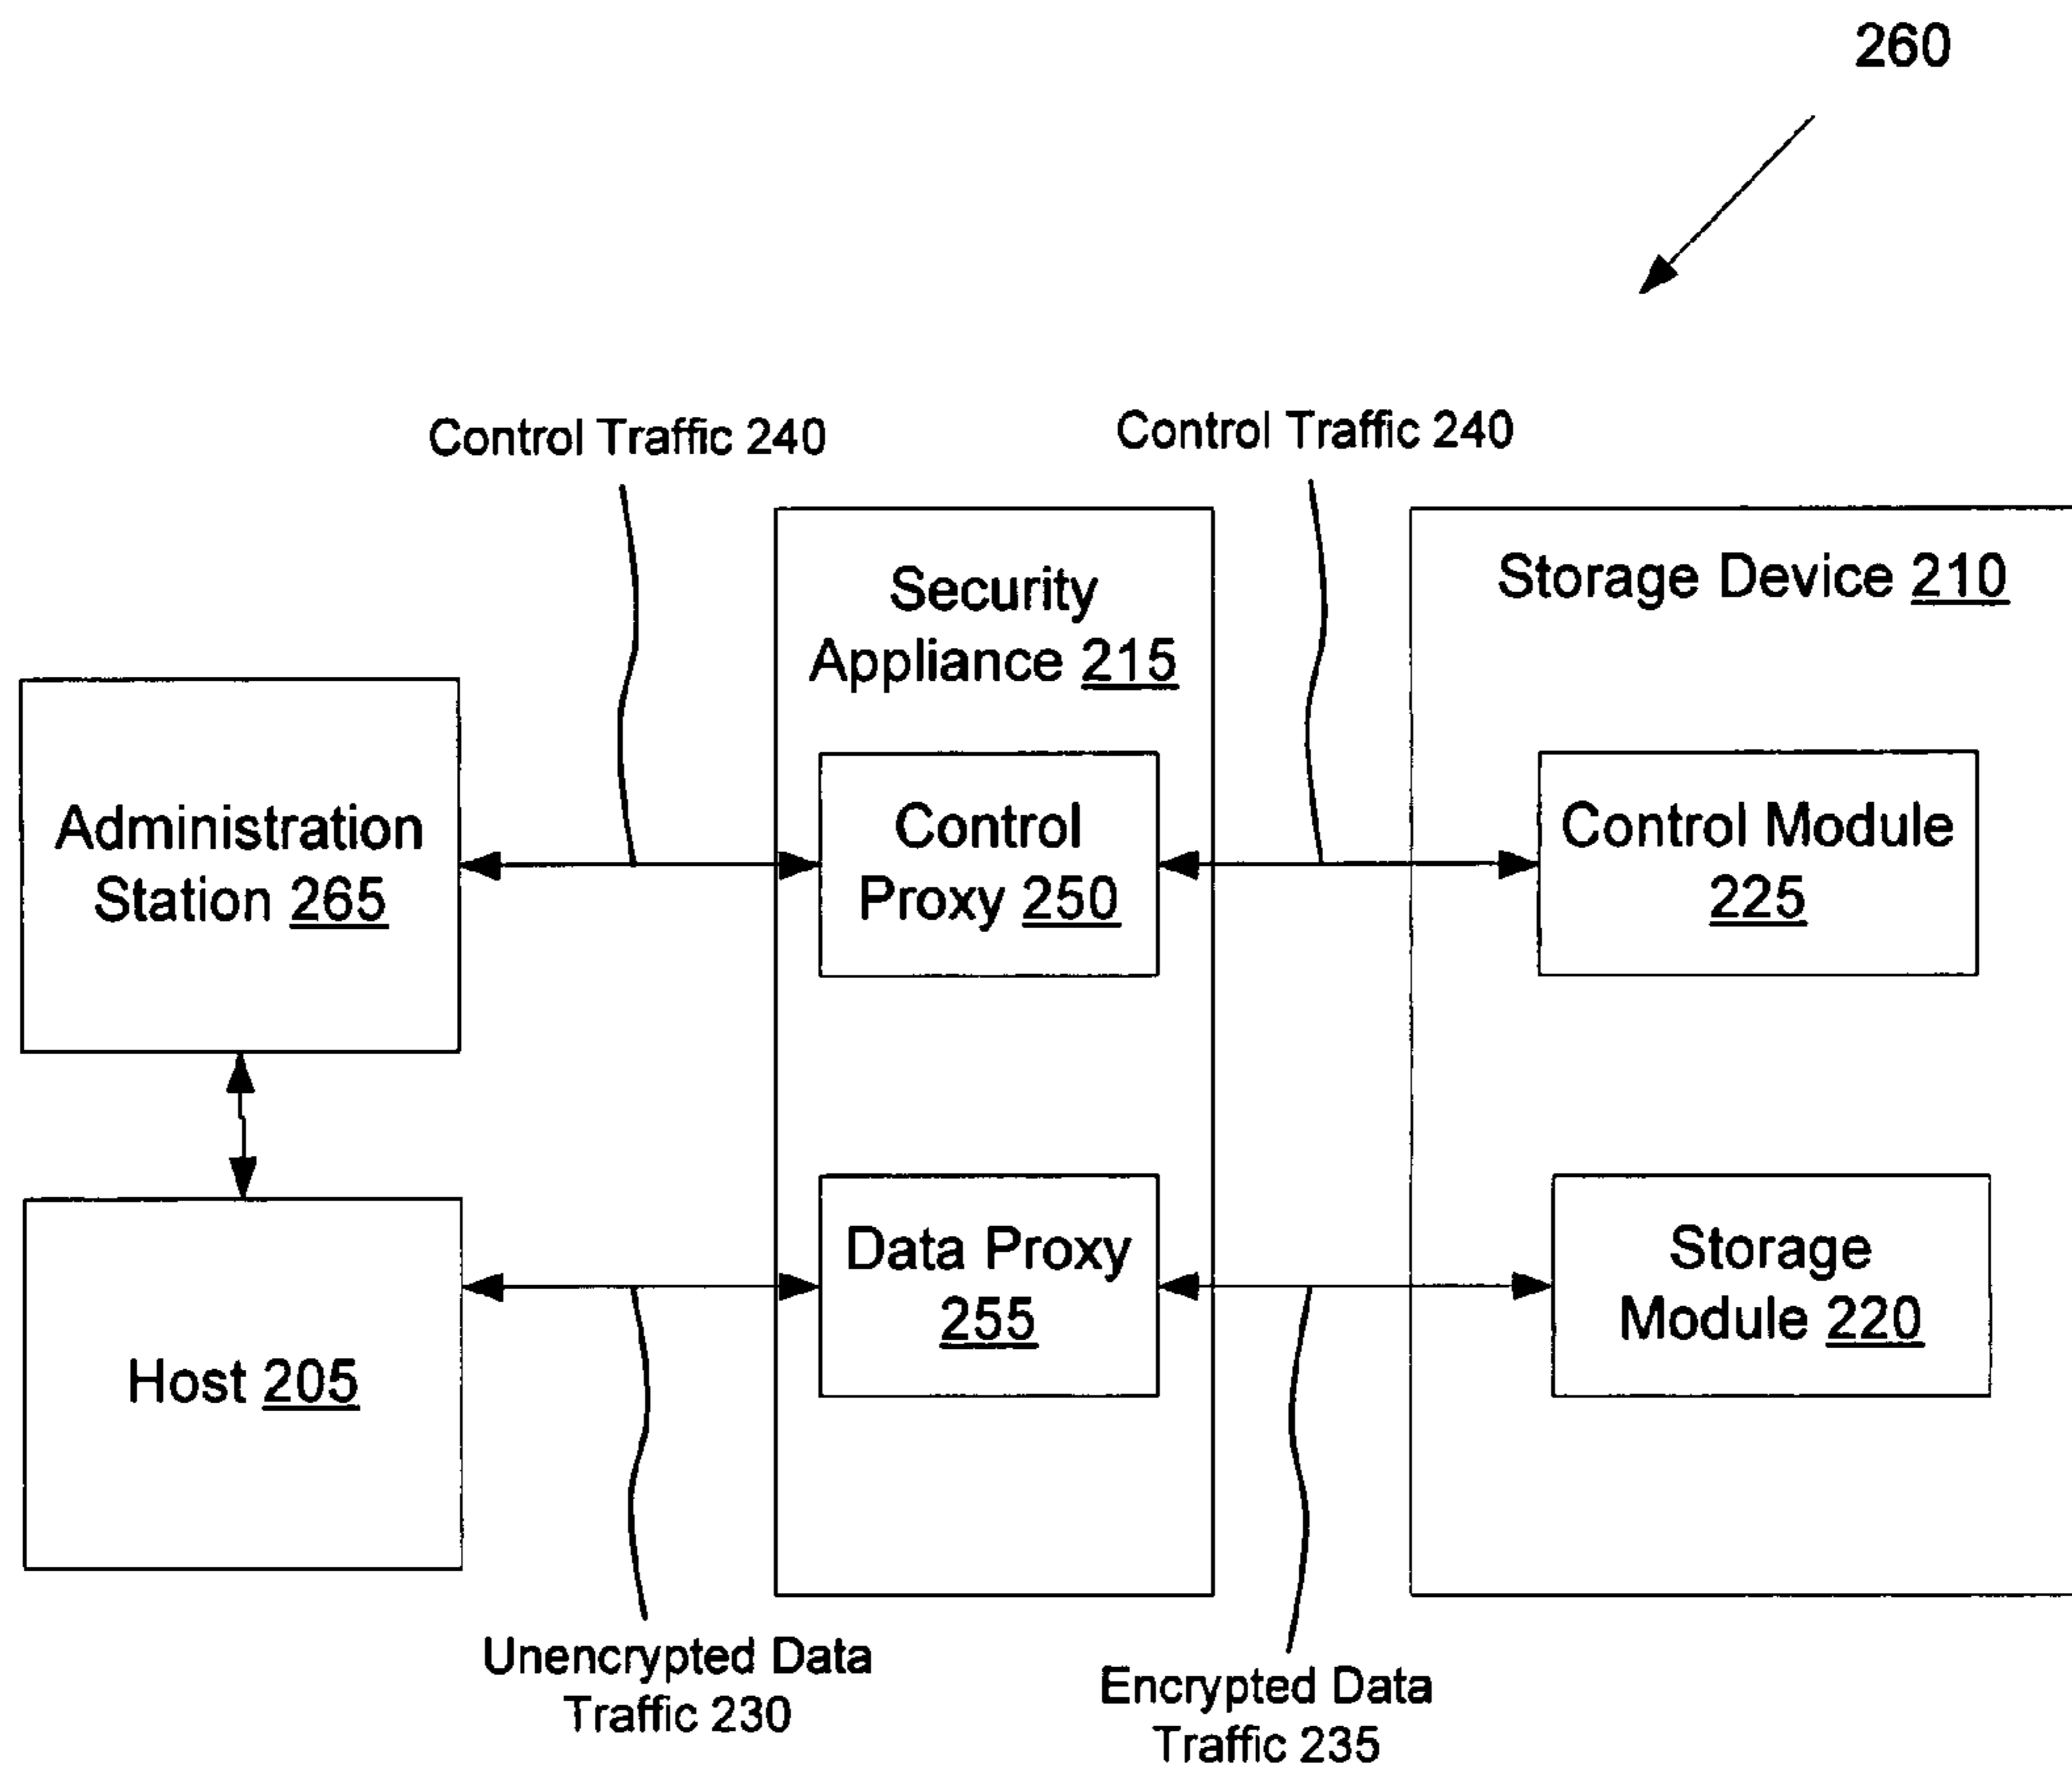 260
Control Traffic 240
Control Traffic 240
Security
Appliance 215
Storage Device 210
Administration
Station 265
Control
Proxy 250
Control Module
225
Host 205
Data Proxy
255
Storage
Module 220
Unencrypted Data
Traffic 230
Encrypted Data
Traffic 235